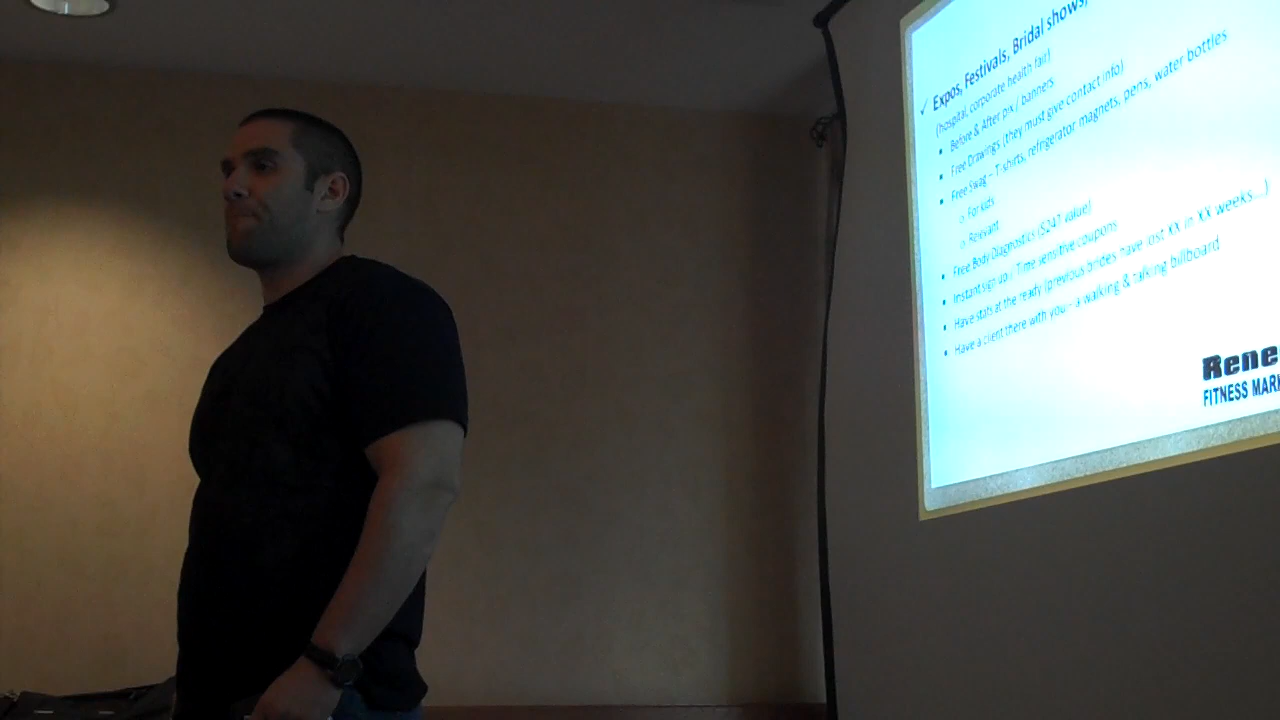 ✓ Expos, Festivals, Bridal shows,
(hospital, corporate health fair)
• Before & After pix / banners
• Free Drawings (they must give contact info)
• Free Swag – T-shirts, refrigerator magnets, pens, water bottles
o For kids
o Relevant
• Free Body Diagnostics ($247 value)
• Instant sign up / Time sensitive coupons
• Have stats at the ready (previous brides have lost XX in XX weeks...)
• Have a client there with you – a walking & talking billboard
Rene
FITNESS MARK